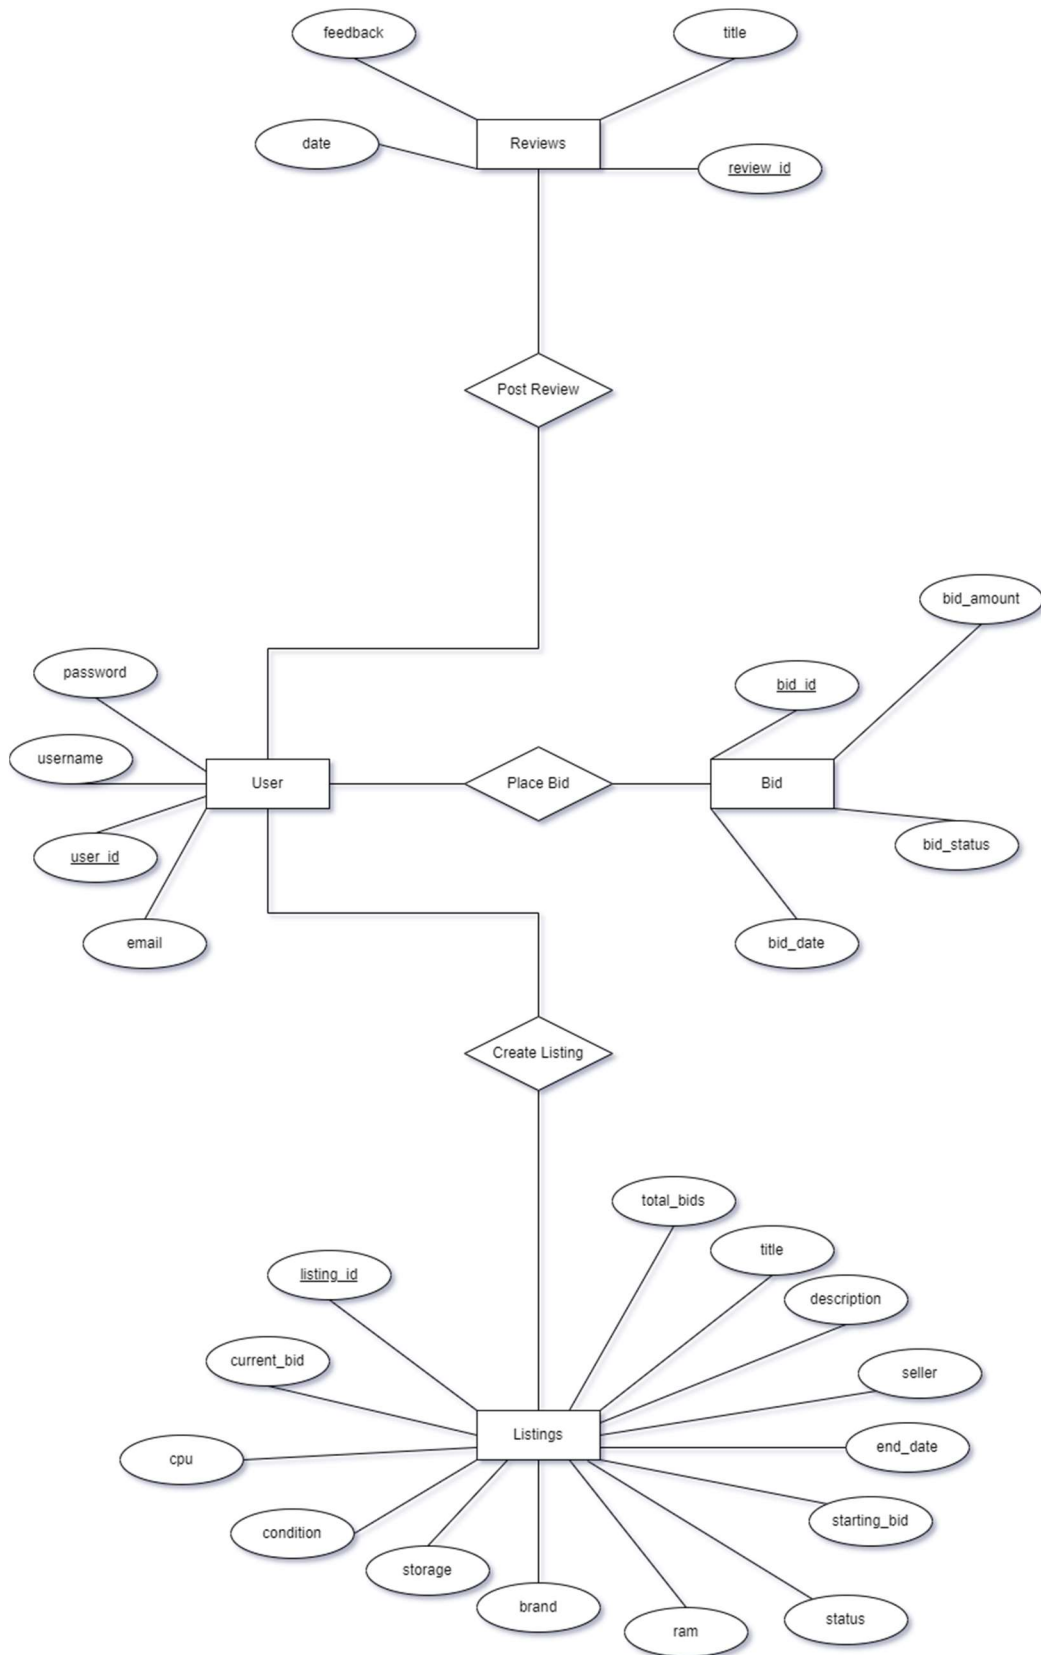 feedback
title
date
Reviews
review_id
Post Review
bid_amount
password
bid_id
username
User
Place Bid
Bid
user_id
bid_status
email
bid_date
Create Listing
total_bids
title
listing_id
description
current_bid
seller
Listings
end_date
cpu
starting_bid
condition
storage
brand
status
ram